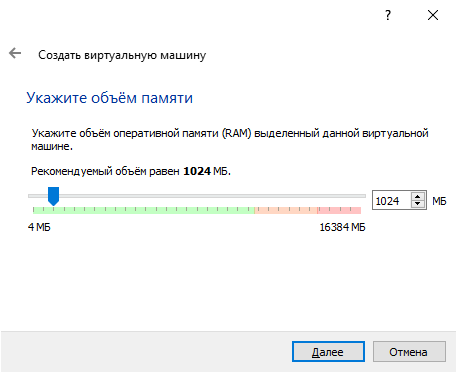 ?
Создать виртуальную машину
Укажите объём памяти
Укажите объём оперативной памяти (RAM) выделенный данной виртуальной
машине.
Рекомендуемый объём равен 1024 МБ.
1024 МБ
4 МБ 16384 МБ
Далее Отмена